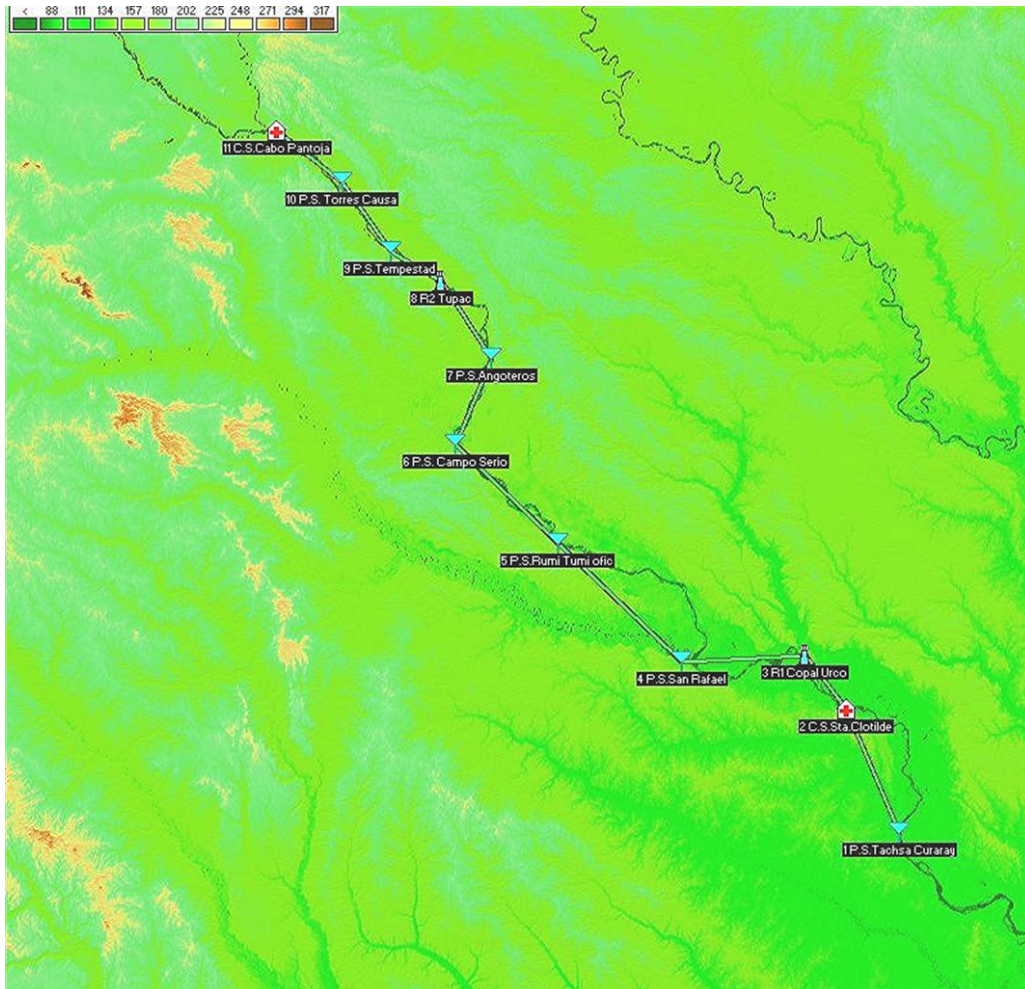 < 88 111 134 157 180 202 225 248 271 294 317
11 C.S.Cabo Pantoja
10 P.S. Torres Causa
9 P.S.Tempestad
8 R2 Tupac
7 P.S.Angoteros
6 P.S. Campo Serio
5 P.S.Rumi Tumi ofic
4 P.S.San Rafael
3 R1 Copal Urco
2 C.S.Sta.Clotilde
1 P.S.Tachsa Curaray